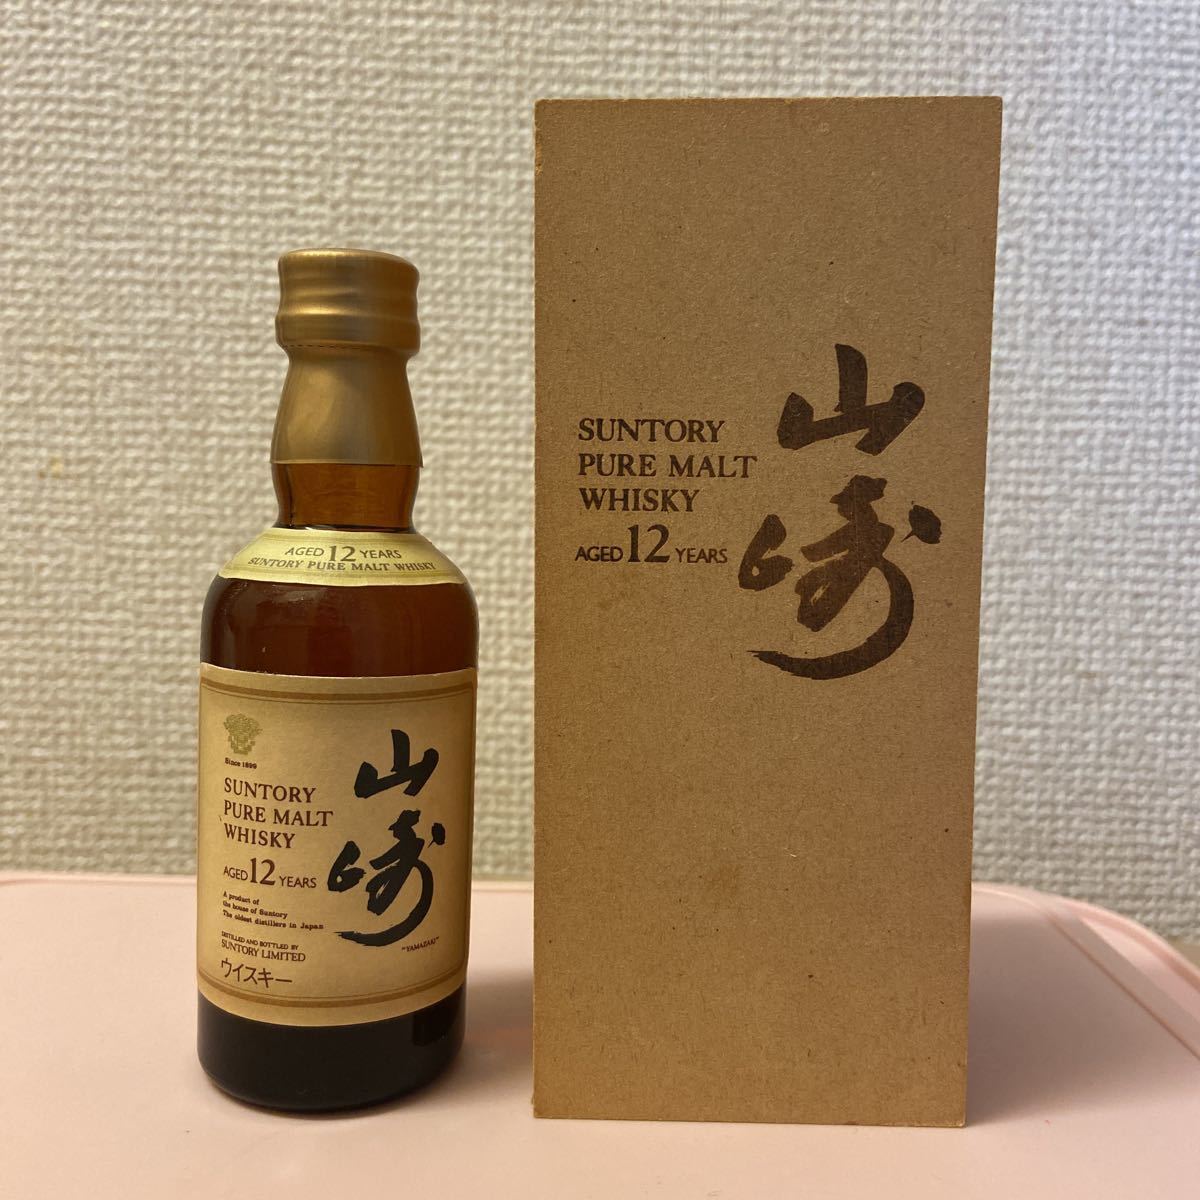 AGED 12 YEARS
SUNTORY PURE MALT WHISKY
Since 1899
SUNTORY
PURE MALT
WHISKY
AGED 12 YEARS
A product of
the house of Suntory
The oldest distillers in Japan
DISTILLED AND BOTTLED BY
SUNTORY LIMITED
ウイスキー
山崎
"YAMAZAKI"
SUNTORY
PURE MALT
WHISKY
AGED 12 YEARS
山崎